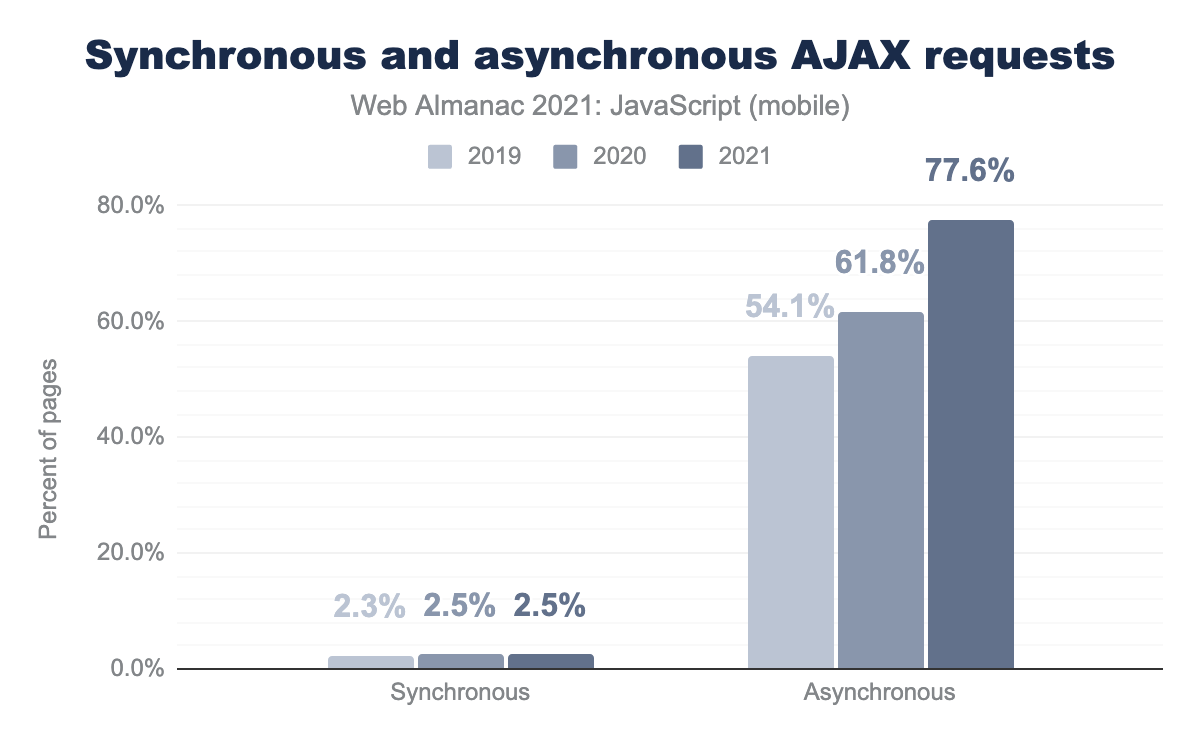 Synchronous and asynchronous AJAX requests
Web Almanac 2021: JavaScript (mobile)
2019 2020 2021
77.6%
80.0%
61.8%
54.1%
60.0%
Percent of pages
40.0%
20.0%
2.3% 2.5% 2.5%
0.0%
Synchronous Asynchronous